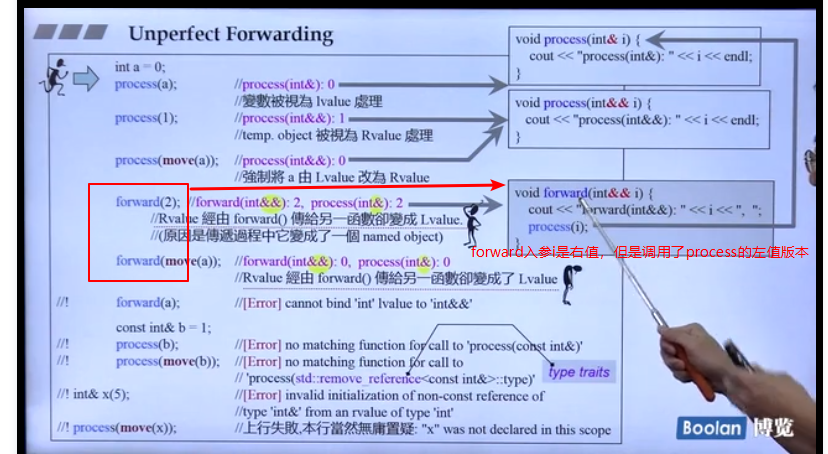 Unperfect Forwarding
int a = 0;
process(a); //process(int&): 0
//變數被視為 lvalue 處理
process(1); //process(int&&): 1
//temp. object 被視為 Rvalue 處理
process(move(a)); //process(int&&): 0
//強制將 a 由 Lvalue 改為 Rvalue
forward(2); //forward(int&&): 2, process(int&): 2
//Rvalue 經由 forward() 傳給另一函數卻變成 Lvalue.
//(原因是傳遞過程中它變成了一個 named object)
forward(move(a)); //forward(int&&): 0, process(int&): 0
//Rvalue 經由 forward() 傳給另一函數卻變成了 Lvalue
//! forward(a); //[Error] cannot bind 'int' lvalue to 'int&&'
const int& b = 1;
//! process(b); //[Error] no matching function for call to 'process(const int&)'
//! process(move(b)); //[Error] no matching function for call to
// 'process(std::remove_reference<const int&>::type)'
//! int& x(5); //[Error] invalid initialization of non-const reference of
//type 'int&' from an rvalue of type 'int'
//! process(move(x)); //上行失敗,本行當然無庸置疑: "x" was not declared in this scope
void process(int& i) {
cout << "process(int&): " << i << endl;
}
void process(int&& i) {
cout << "process(int&&): " << i << endl;
}
void forward(int&& i) {
cout << "forward(int&&): " << i << ", ";
process(i);
}
forward入参i是右值，但是调用了process的左值版本
type traits
Boolan 博览